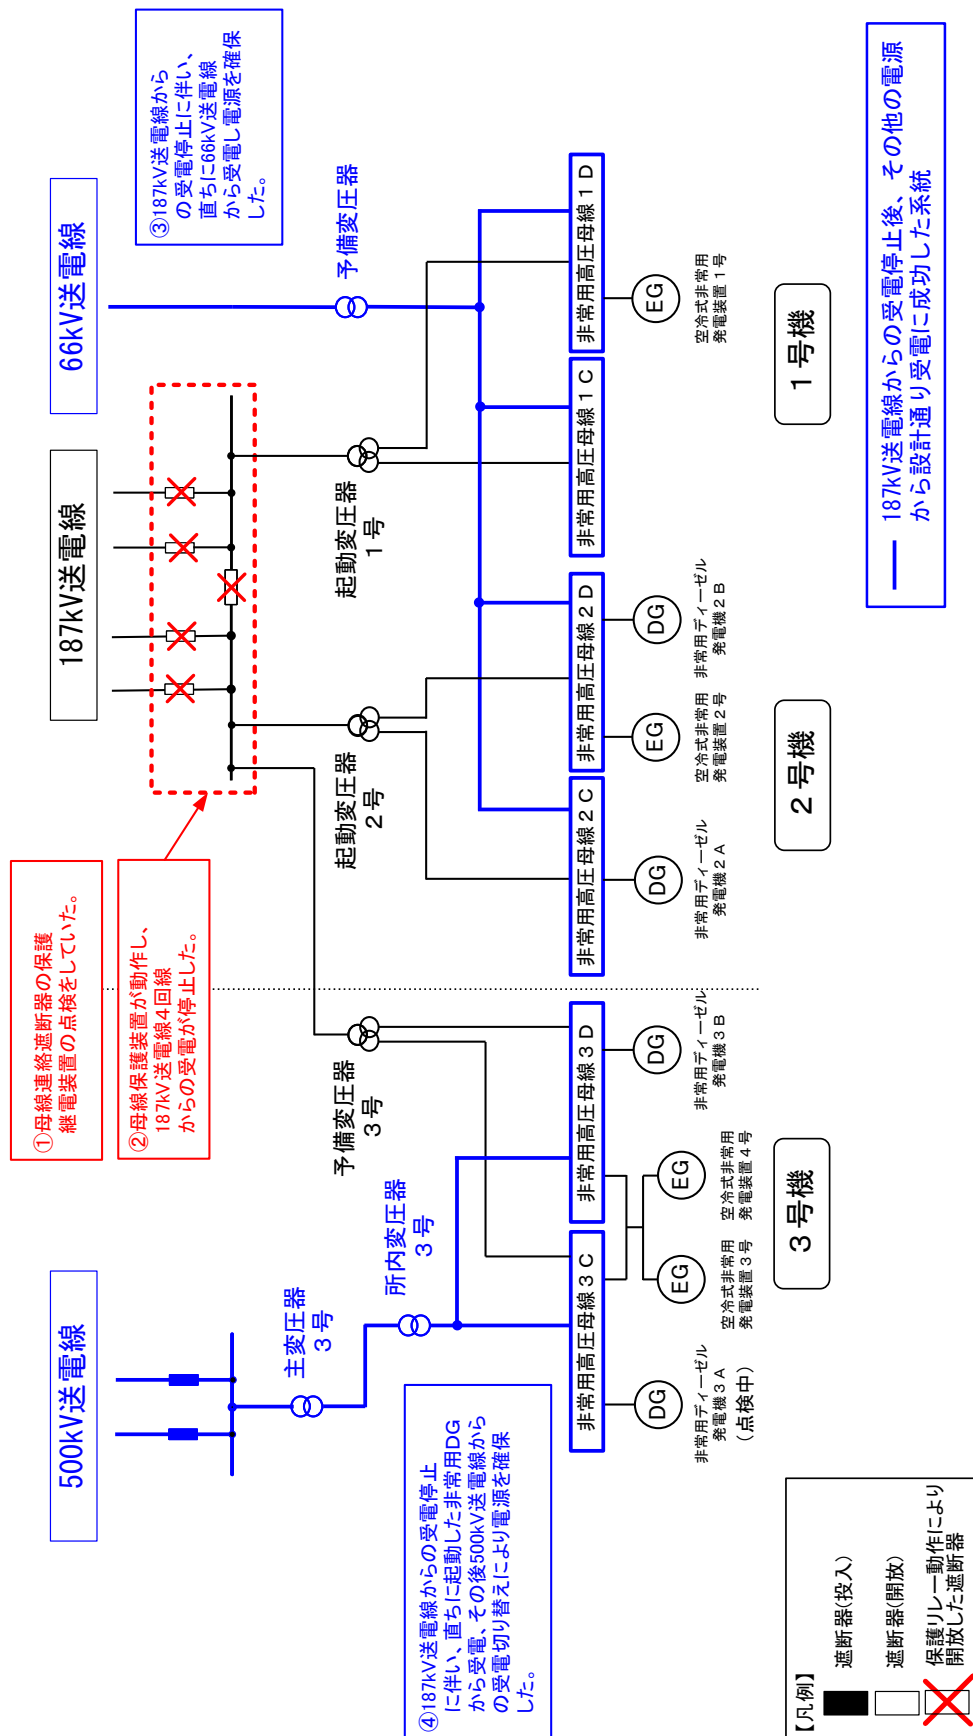 500kV送電線
187kV送電線
66kV送電線
①母線連絡遮断器の保護
継電装置の点検をしていた。
②母線保護装置が動作し、
187kV送電線4回線
からの受電が停止した。
③187kV送電線から
の受電停止に伴い、
直ちに66kV送電線
から受電し電源を確保
した。
主変圧器
3号
所内変圧器
3号
予備変圧器
3号
起動変圧器
2号
起動変圧器
1号
予備変圧器
④187kV送電線からの受電停止
に伴い、直ちに起動した非常用DG
から受電、その後500kV送電線から
の受電切り替えにより電源を確保
した。
非常用高圧母線3C
非常用高圧母線3D
非常用高圧母線2C
非常用高圧母線2D
非常用高圧母線1C
非常用高圧母線1D
DG
EG
EG
DG
DG
EG
DG
EG
非常用ディーゼル
発電機3A
(点検中)
空冷式非常用
発電装置3号
空冷式非常用
発電装置4号
非常用ディーゼル
発電機3B
非常用ディーゼル
発電機2A
空冷式非常用
発電装置2号
非常用ディーゼル
発電機2B
空冷式非常用
発電装置1号
3号機
2号機
1号機
【凡例】
遮断器(投入)
遮断器(開放)
保護リレー動作により
開放した遮断器
187kV送電線からの受電停止後、その他の電源
から設計通り受電に成功した系統